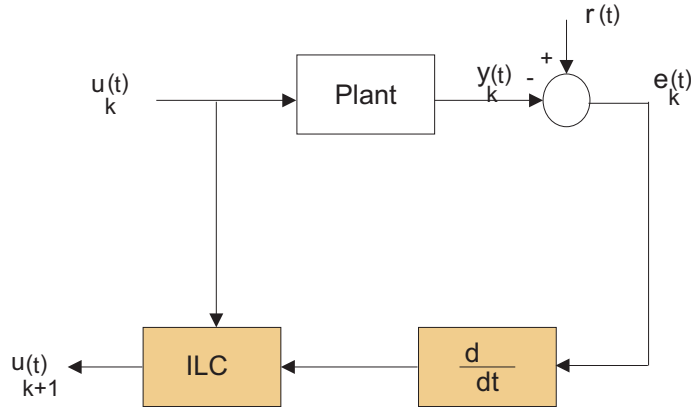 r(t)
+
u(t)
k
Plant
y(t)
k
-
e(t)
k
u(t)
k+1
ILC
d
dt